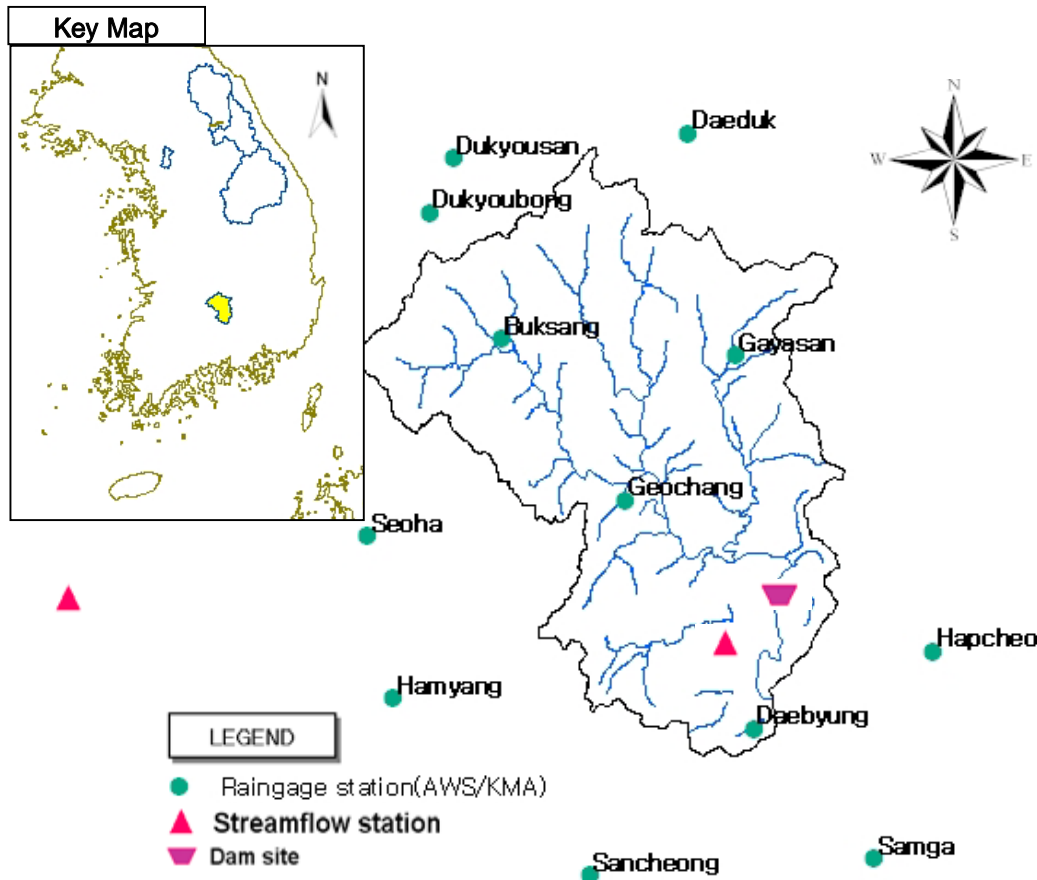 Key Map
N
Daeduk
N
Dukyousan
W
E
Dukyoubong
S
Buksang
Gayasan
Geochang
Seoha
Hapcheo
Hamyang
Daebyung
LEGEND
Raingage station(AWS/KMA)
Streamflow station
Dam site
Samga
Sancheong